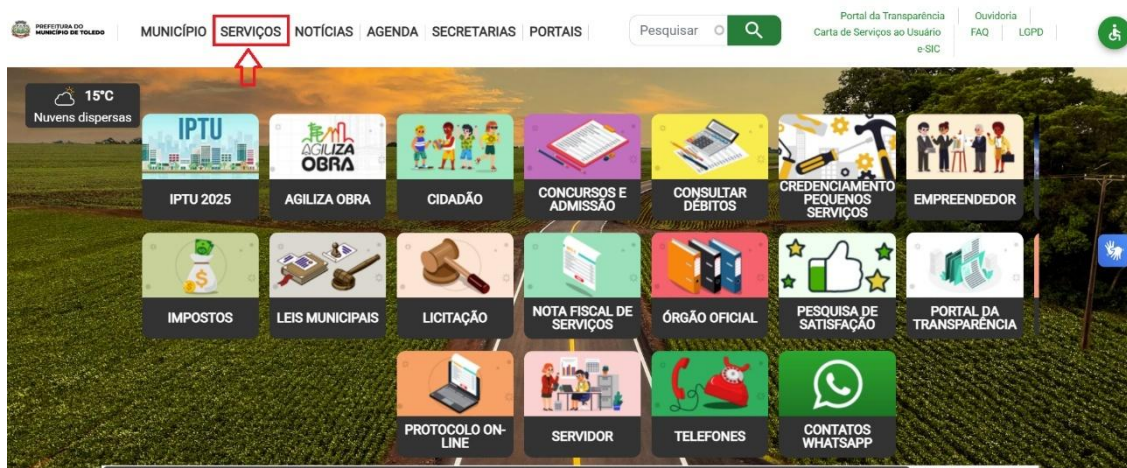 PREFEITURA DO
MUNICÍPIO DE TOLEDO
MUNICÍPIO SERVIÇOS NOTÍCIAS AGENDA SECRETARIAS PORTAIS
Pesquisar
Portal da Transparência Ouvidoria
Carta de Serviços ao Usuário FAQ LGPD
e-SIC
15°C
Nuvens dispersas
IPTU
AGILIZA
OBRA
IPTU 2025
AGILIZA OBRA
CIDADÃO
CONCURSOS E
ADMISSÃO
CONSULTAR
DÉBITOS
CREDENCIAMENTO
PEQUENOS
SERVIÇOS
EMPREENDEDOR
IMPOSTOS
LEIS MUNICIPAIS
LICITAÇÃO
NOTA FISCAL DE
SERVIÇOS
ÓRGÃO OFICIAL
PESQUISA DE
SATISFAÇÃO
PORTAL DA
TRANSPARÊNCIA
PROTOCOLO ON-
LINE
SERVIDOR
TELEFONES
CONTATOS
WHATSAPP